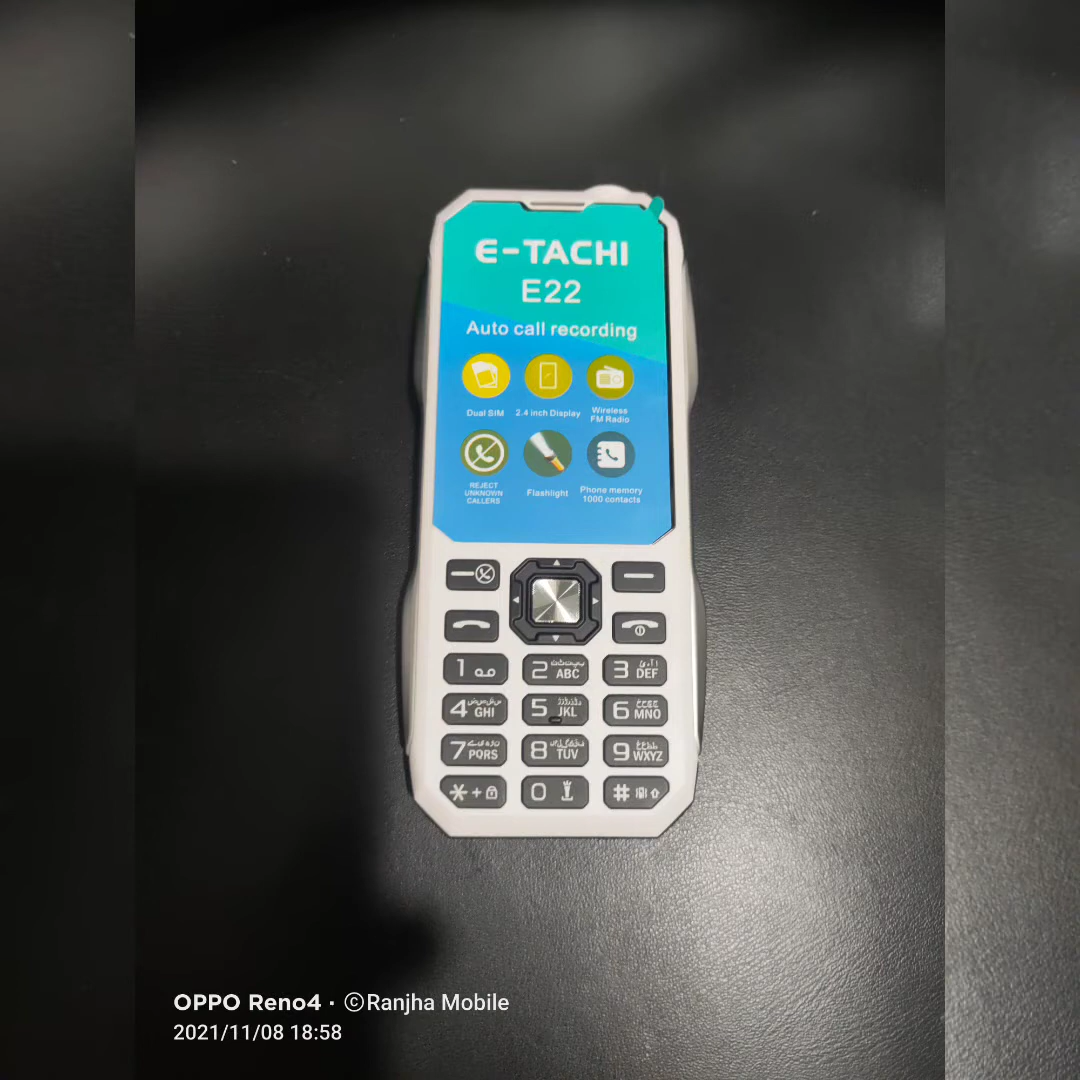 E-TACHI
E22
Auto call recording
Dual SIM
2.4 inch Display
Wireless
FM Radio
REJECT
UNKNOWN
CALLERS
Flashlight
Phone memory
1000 contacts
1
2 ABC
3 DEF
4 GHI
5 JKL
6 MNO
7 PQRS
8 TUV
9 WXYZ
* +
0
#
OPPO Reno4 · ©Ranjha Mobile
2021/11/08 18:58